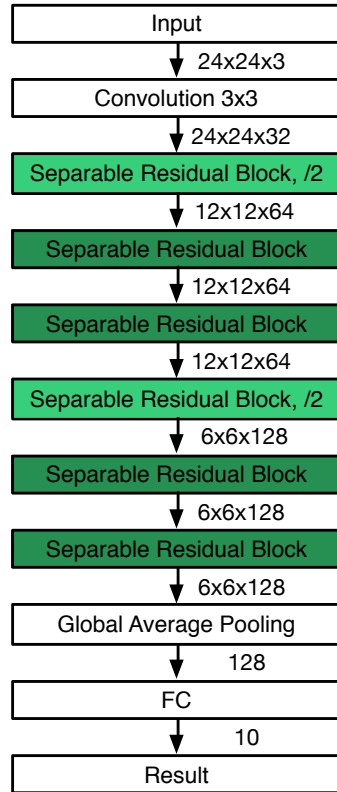 Input
24x24x3
Convolution 3x3
24x24x32
Separable Residual Block, /2
12x12x64
Separable Residual Block
12x12x64
Separable Residual Block
12x12x64
Separable Residual Block, /2
6x6x128
Separable Residual Block
6x6x128
Separable Residual Block
6x6x128
Global Average Pooling
128
FC
10
Result